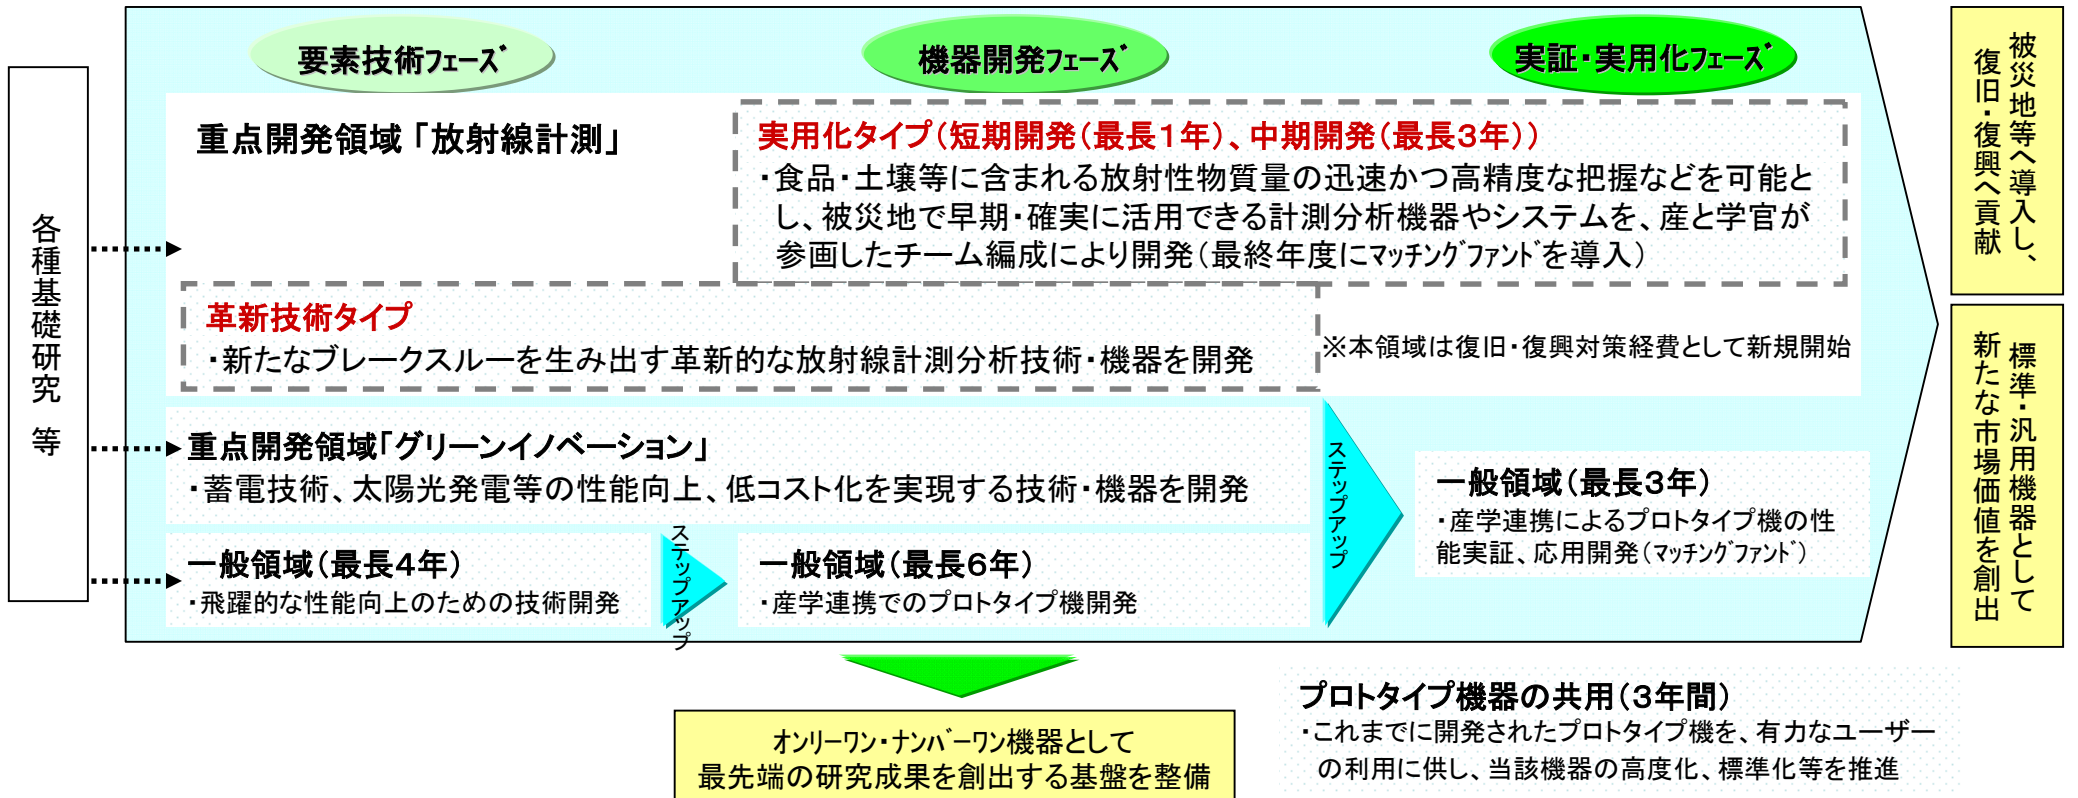 要素技術フェーズ
機器開発フェーズ
実証・実用化フェーズ
各種基礎研究 等
重点開発領域「放射線計測」
実用化タイプ(短期開発(最長1年)、中期開発(最長3年))
・食品・土壌等に含まれる放射性物質量の迅速かつ高精度な把握などを可能と
し、被災地で早期・確実に活用できる計測分析機器やシステムを、産と学官が
参画したチーム編成により開発(最終年度にマッチングファンドを導入)
革新技術タイプ
・新たなブレークスルーを生み出す革新的な放射線計測分析技術・機器を開発
※本領域は復旧・復興対策経費として新規開始
重点開発領域「グリーンイノベーション」
・蓄電技術、太陽光発電等の性能向上、低コスト化を実現する技術・機器を開発
一般領域(最長4年)
・飛躍的な性能向上のための技術開発
ステップアップ
一般領域(最長6年)
・産学連携でのプロトタイプ機開発
ステップアップ
一般領域(最長3年)
・産学連携によるプロトタイプ機の性
能実証、応用開発(マッチングファンド)
被災地等へ導入し、
復旧・復興へ貢献
標準・汎用機器として
新たな市場価値を創出
オンリーワン・ナンバーワン機器として
最先端の研究成果を創出する基盤を整備
プロトタイプ機器の共用(3年間)
・これまでに開発されたプロトタイプ機を、有力なユーザー
の利用に供し、当該機器の高度化、標準化等を推進